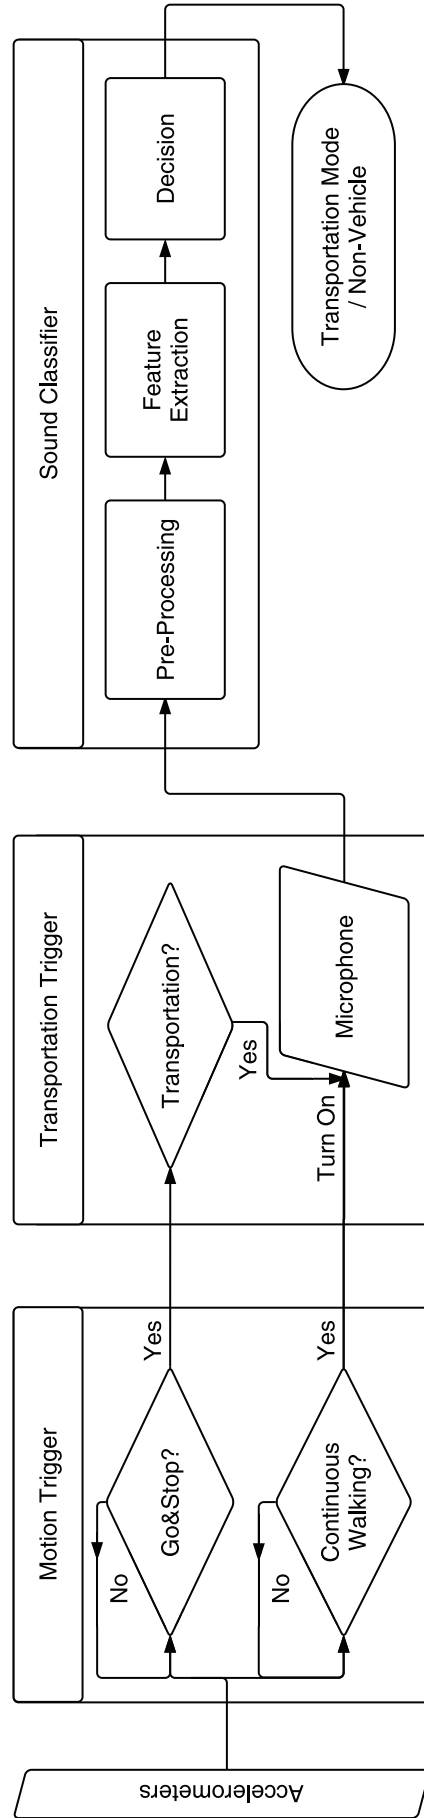 Accelerometers
Motion Trigger
Go&Stop?
No
Yes
Continuous
Walking?
No
Yes
Transportation Trigger
Transportation?
Yes
Turn On
Microphone
Sound Classifier
Pre-Processing
Feature
Extraction
Decision
Transportation Mode
/ Non-Vehicle